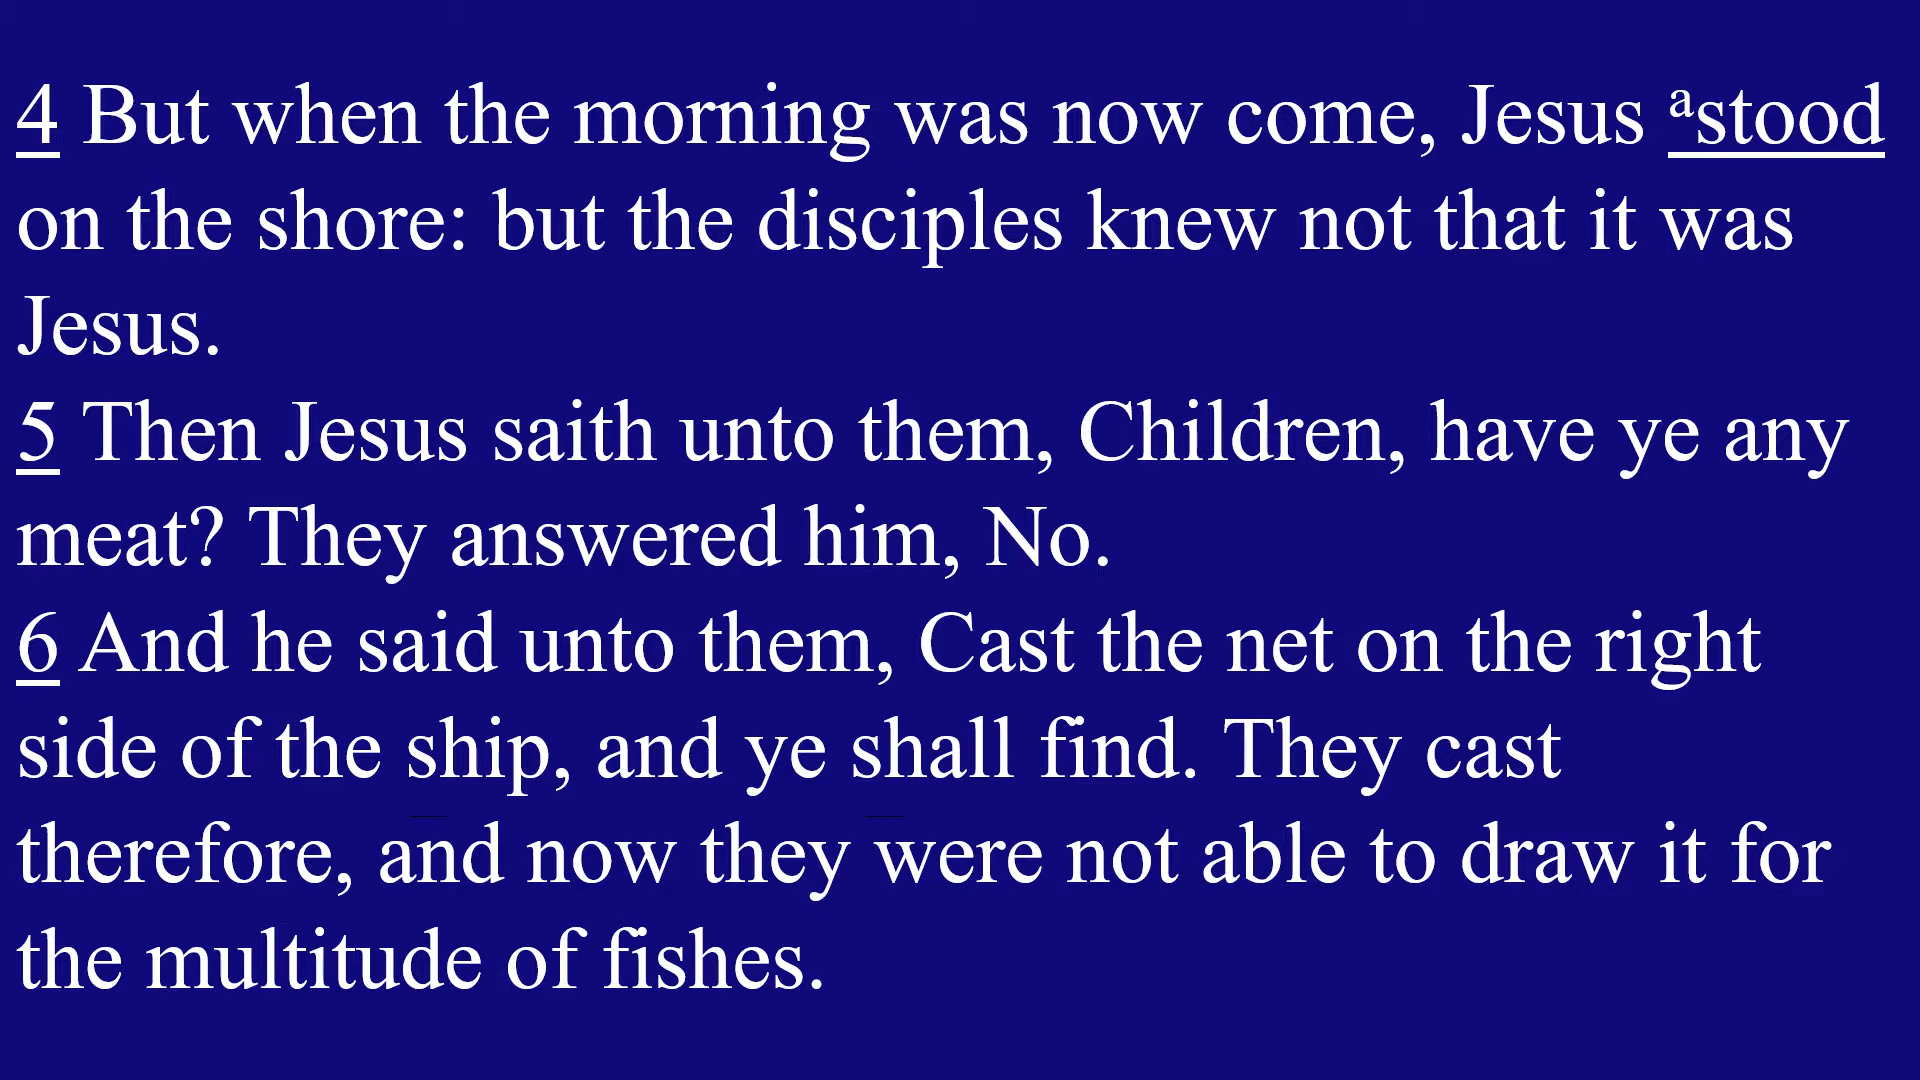 4 But when the morning was now come, Jesus ᵃstood
on the shore: but the disciples knew not that it was
Jesus.
5 Then Jesus saith unto them, Children, have ye any
meat? They answered him, No.
6 And he said unto them, Cast the net on the right
side of the ship, and ye shall find. They cast
therefore, and now they were not able to draw it for
the multitude of fishes.